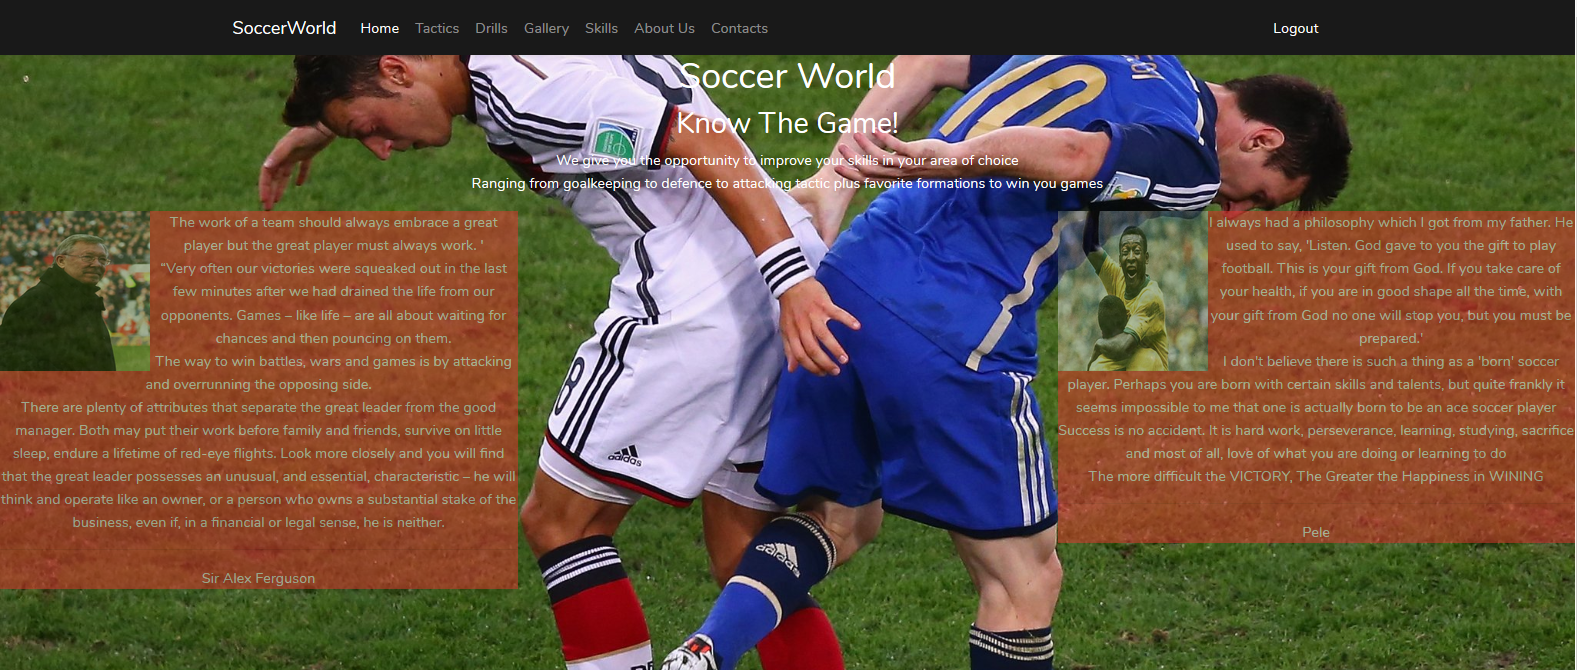 SoccerWorld Home Tactics Drills Gallery Skills About Us Contacts Logout
Soccer World
Know The Game!
We give you the opportunity to improve your skills in your area of choice
Ranging from goalkeeping to defence to attacking tactic plus favorite formations to win you games
The work of a team should always embrace a great
player but the great player must always work. '
“Very often our victories were squeaked out in the last
few minutes after we had drained the life from our
opponents. Games – like life – are all about waiting for
chances and then pouncing on them.
The way to win battles, wars and games is by attacking
and overrunning the opposing side.
There are plenty of attributes that separate the great leader from the good
manager. Both may put their work before family and friends, survive on little
sleep, endure a lifetime of red-eye flights. Look more closely and you will find
that the great leader possesses an unusual, and essential, characteristic – he will
think and operate like an owner, or a person who owns a substantial stake of the
business, even if, in a financial or legal sense, he is neither.
Sir Alex Ferguson
I always had a philosophy which I got from my father. He
used to say, 'Listen. God gave to you the gift to play
football. This is your gift from God. If you take care of
your health, if you are in good shape all the time, with
your gift from God no one will stop you, but you must be
prepared.'
I don't believe there is such a thing as a 'born' soccer
player. Perhaps you are born with certain skills and talents, but quite frankly it
seems impossible to me that one is actually born to be an ace soccer player
Success is no accident. It is hard work, perseverance, learning, studying, sacrifice
and most of all, love of what you are doing or learning to do
The more difficult the VICTORY, The Greater the Happiness in WINING
Pele
10
8
adidas
adidas